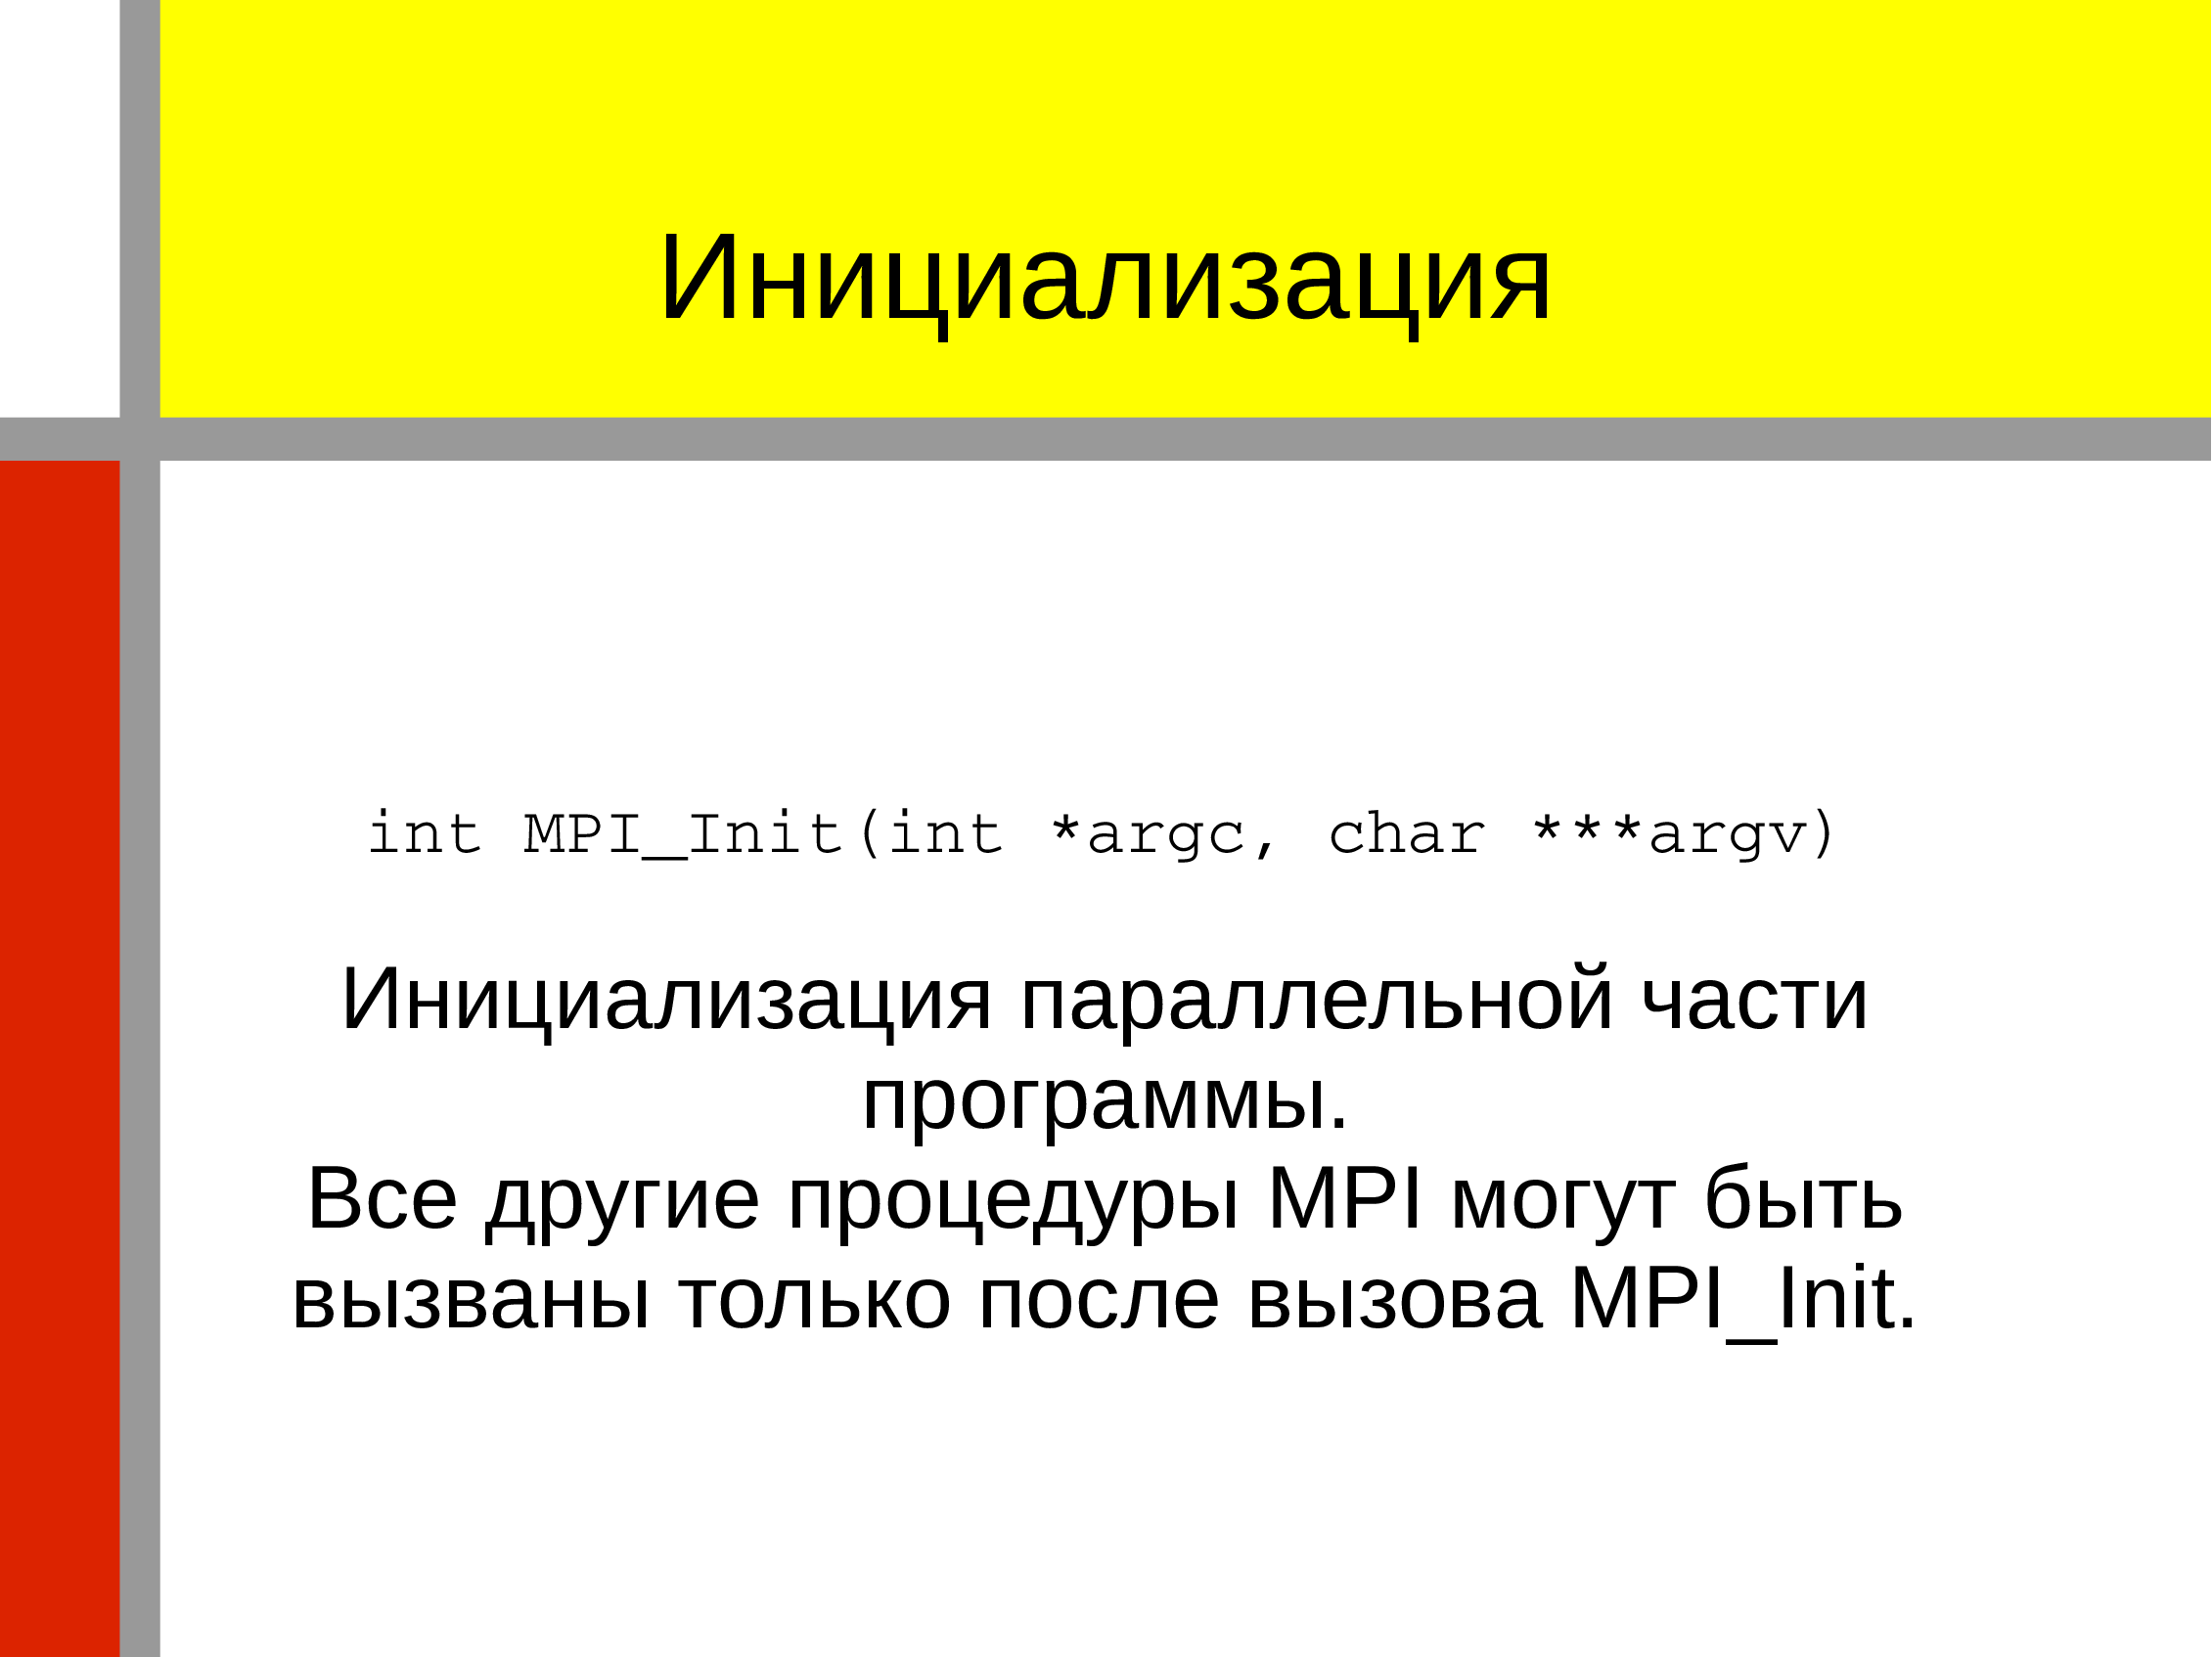 Инициализация
int MPI_Init(int *argc, char ***argv)
Инициализация параллельной части
программы.
Все другие процедуры MPI могут быть
вызваны только после вызова MPI_Init.